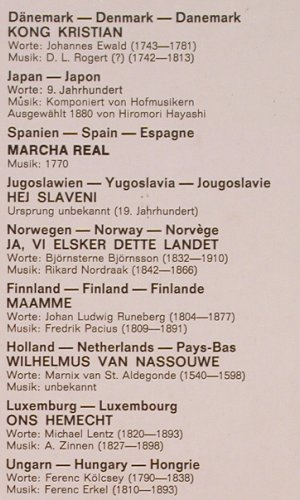 Dänemark — Denmark — Danemark
KONG KRISTIAN
Worte: Johannes Ewald (1743—1781)
Musik: D. L. Rogert (?) (1742—1813)
Japan — Japon
Worte: 9. Jahrhundert
Musik: Komponiert von Hofmusikern
Ausgewählt 1880 von Hiromori Hayashi
Spanien — Spain — Espagne
MARCHA REAL
Musik: 1770
Jugoslawien — Yugoslavia — Jougoslavie
HEJ SLAVENI
Ursprung unbekannt (19. Jahrhundert)
Norwegen — Norway — Norvège
JA, VI ELSKER DETTE LANDET
Worte: Björnsterne Björnsson (1832—1910)
Musik: Rikard Nordraak (1842—1866)
Finnland — Finland — Finlande
MAAMME
Worte: Johan Ludwig Runeberg (1804—1877)
Musik: Fredrik Pacius (1809—1891)
Holland — Netherlands — Pays-Bas
WILHELMUS VAN NASSOUWE
Worte: Marnix van St. Aldegonde (1540—1598)
Musik: unbekannt
Luxemburg — Luxembourg
ONS HEMECHT
Worte: Michael Lentz (1820—1893)
Musik: A. Zinnen (1827—1898)
Ungarn — Hungary — Hongrie
Worte: Ferenc Kölcsey (1790—1838)
Musik: Ferenc Erkel (1810—1893)